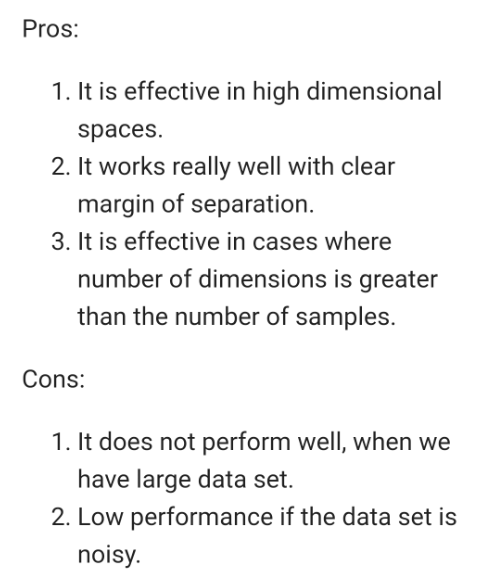 Pros:
1. It is effective in high dimensional
spaces.
2. It works really well with clear
margin of separation.
3. It is effective in cases where
number of dimensions is greater
than the number of samples.
Cons:
1. It does not perform well, when we
have large data set.
2. Low performance if the data set is
noisy.